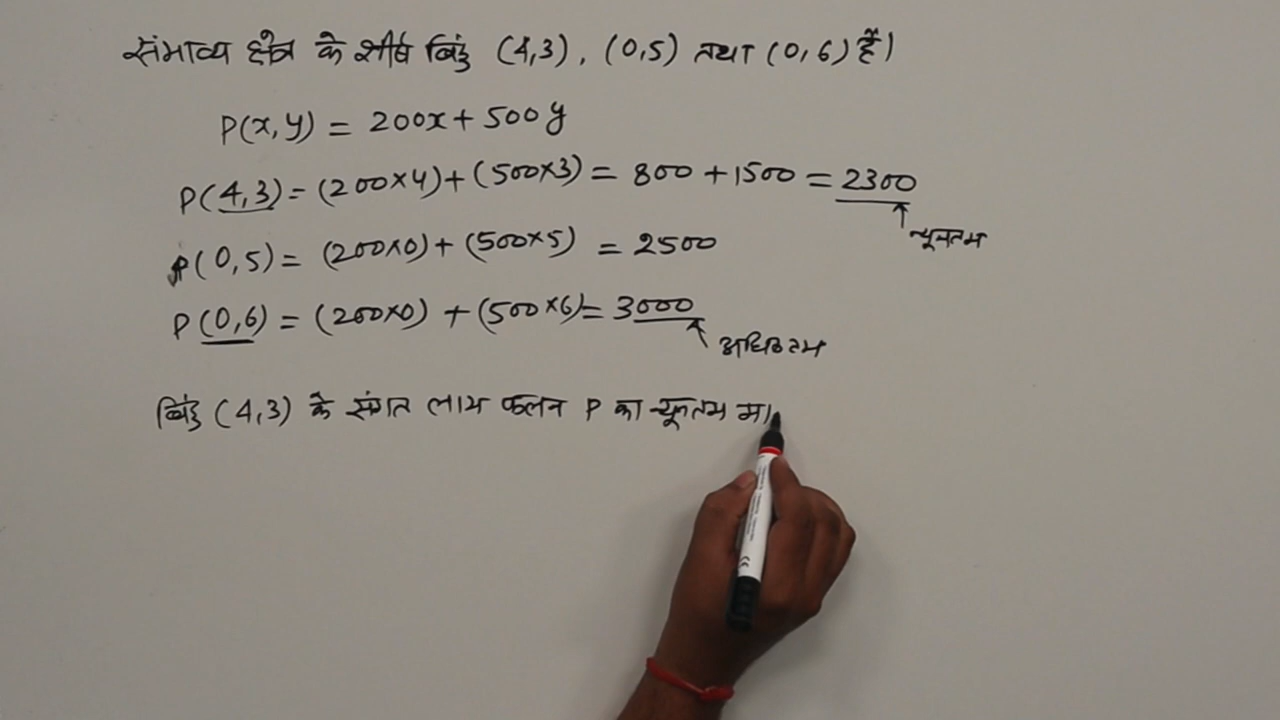 संभाव्य क्षेत्र के शीर्ष बिंदु (4,3), (0,5) तथा (0,6) हैं।
P(x,y) = 200x + 500y
P(4,3) = (200×4) + (500×3) = 800 + 1500 = 2300
न्यूनतम
P(0,5) = (200×0) + (500×5) = 2500
P(0,6) = (200×0) + (500×6) = 3000
अधिकतम
बिंदु (4,3) के संगत लाभ फलन P का न्यूनतम मा